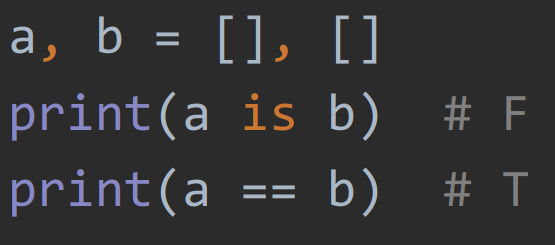 a, b = [], []
print(a is b)  # F
print(a == b)  # T